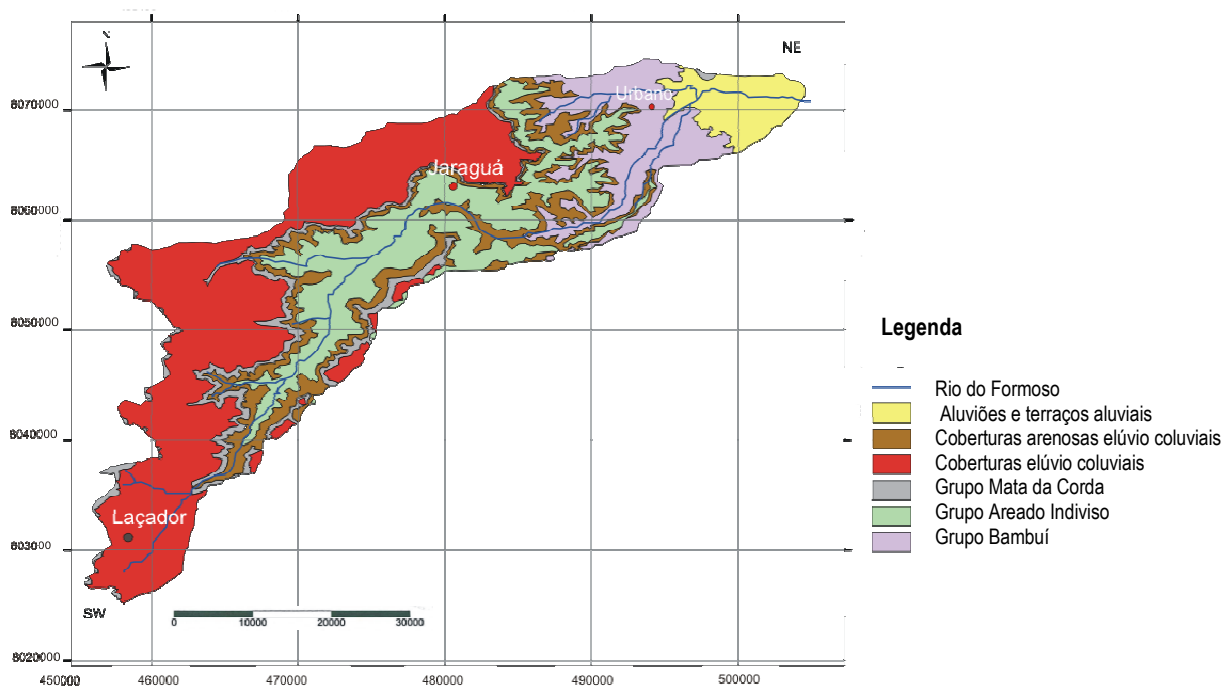 N
NE
8070000
Urbano
Jaraguá
8060000
8050000
8040000
Laçador
803000
SW
0 10000 20000 30000
8020000
450000 460000 470000 480000 490000 500000
Legenda
Rio do Formoso
Aluviões e terraços aluviais
Coberturas arenosas elúvio coluviais
Coberturas elúvio coluviais
Grupo Mata da Corda
Grupo Areado Indiviso
Grupo Bambuí